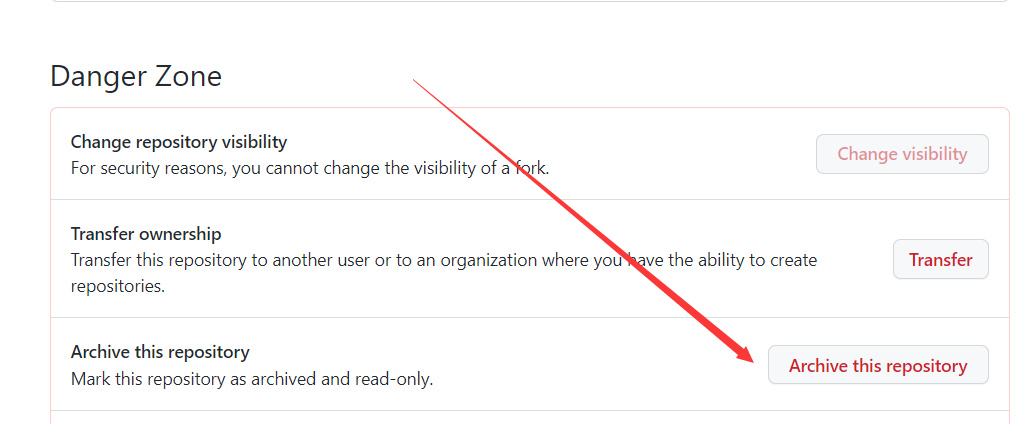 Danger Zone
Change repository visibility
For security reasons, you cannot change the visibility of a fork.
Change visibility
Transfer ownership
Transfer this repository to another user or to an organization where you have the ability to create
repositories.
Transfer
Archive this repository
Mark this repository as archived and read-only.
Archive this repository